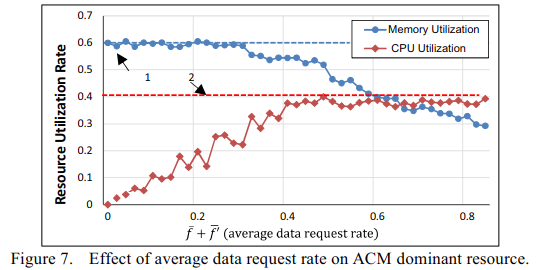 0.7
0.6
0.5
0.4
0.3
0.2
0.1
0
Resource Utilization Rate
Memory Utilization
CPU Utilization
1 2
0 0.2 0.4 0.6 0.8
f̄ + f̄′ (average data request rate)
Figure 7. Effect of average data request rate on ACM dominant resource.